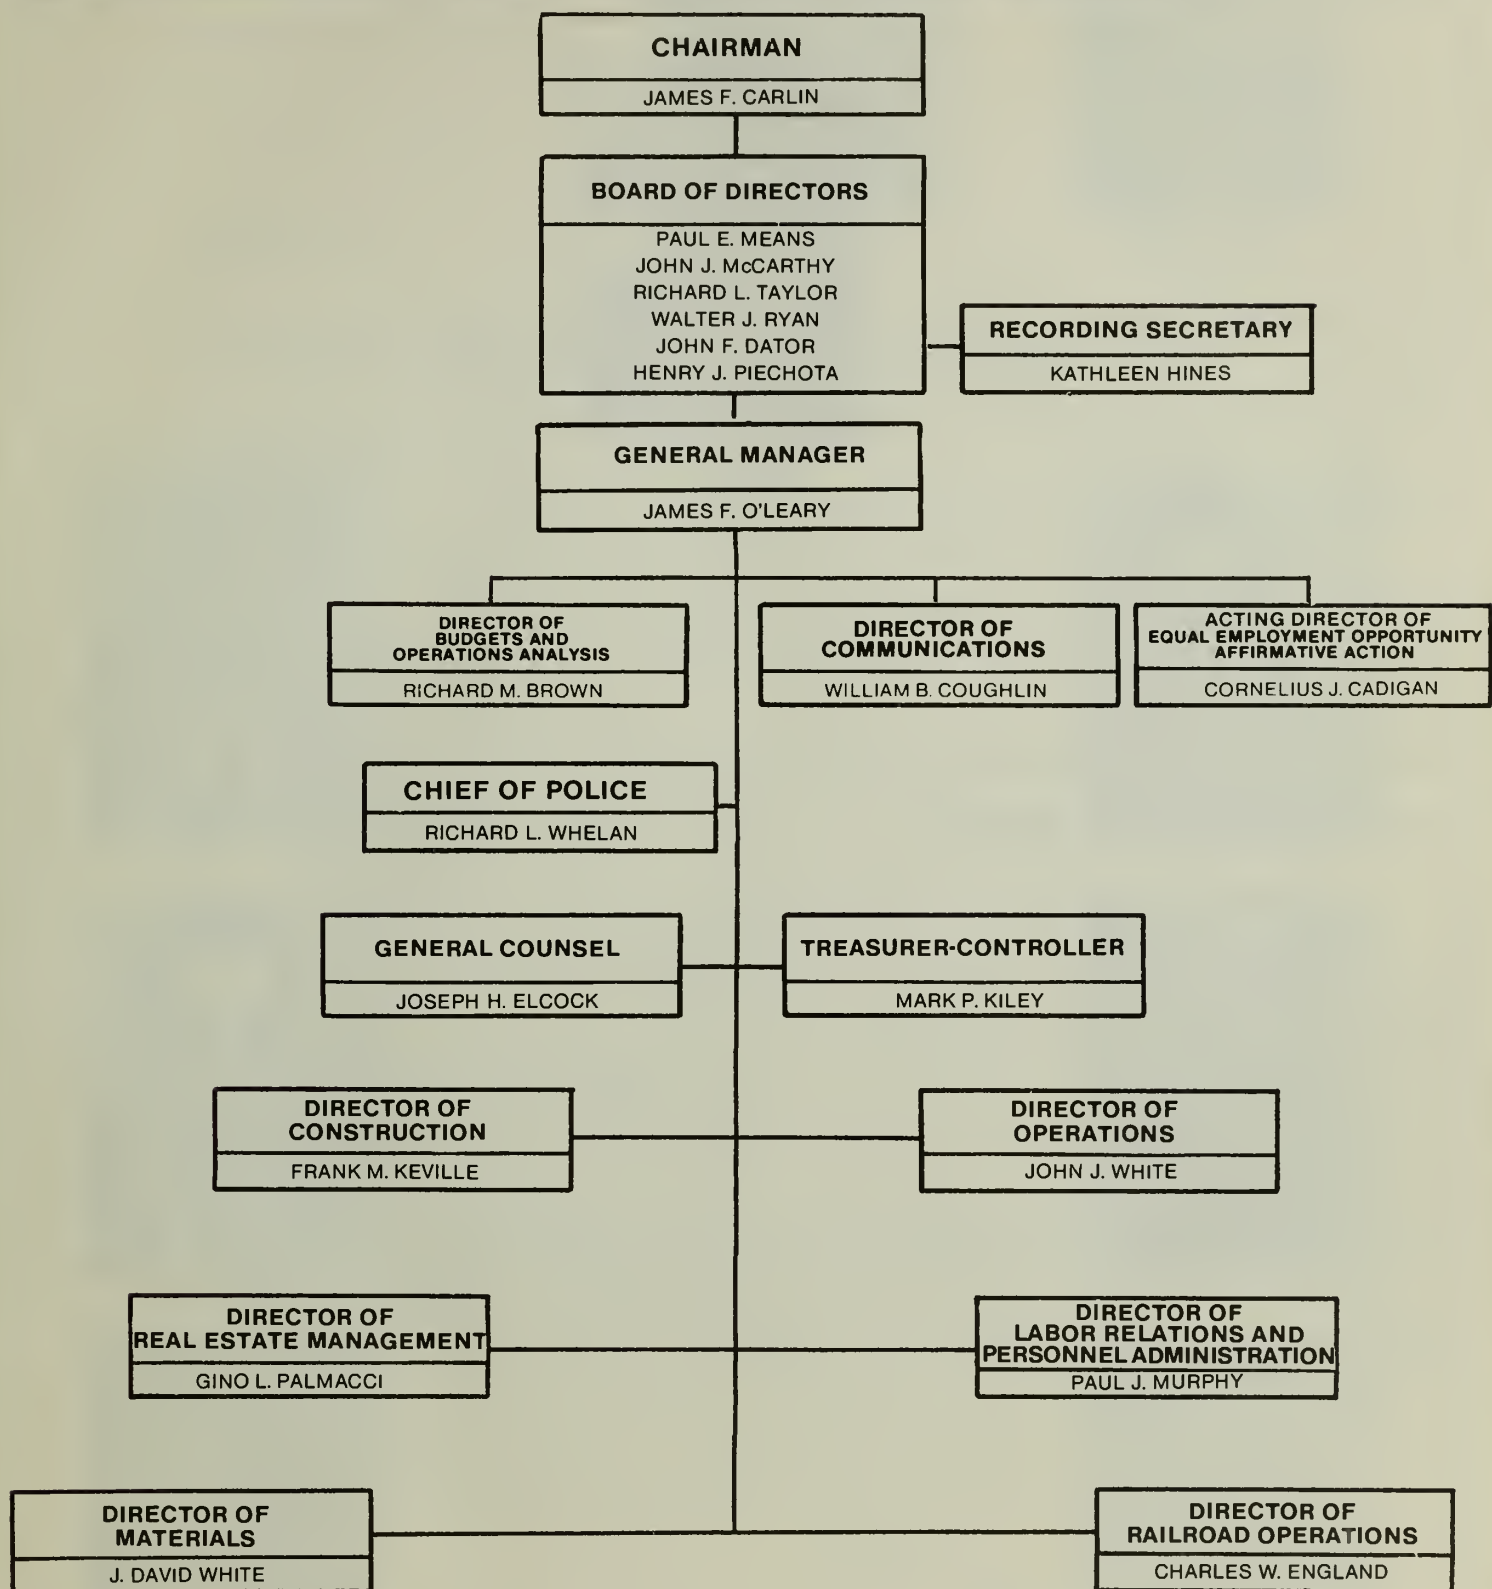 CHAIRMAN
JAMES F. CARLIN
BOARD OF DIRECTORS
PAUL E. MEANS
JOHN J. McCARTHY
RICHARD L. TAYLOR
WALTER J. RYAN
JOHN F. DATOR
HENRY J. PIECHOTA
RECORDING SECRETARY
KATHLEEN HINES
GENERAL MANAGER
JAMES F. O'LEARY
DIRECTOR OF
BUDGETS AND
OPERATIONS ANALYSIS
RICHARD M. BROWN
DIRECTOR OF
COMMUNICATIONS
WILLIAM B. COUGHLIN
ACTING DIRECTOR OF
EQUAL EMPLOYMENT OPPORTUNITY
AFFIRMATIVE ACTION
CORNELIUS J. CADIGAN
CHIEF OF POLICE
RICHARD L. WHELAN
GENERAL COUNSEL
JOSEPH H. ELCOCK
TREASURER-CONTROLLER
MARK P. KILEY
DIRECTOR OF
CONSTRUCTION
FRANK M. KEVILLE
DIRECTOR OF
OPERATIONS
JOHN J. WHITE
DIRECTOR OF
REAL ESTATE MANAGEMENT
GINO L. PALMACCI
DIRECTOR OF
LABOR RELATIONS AND
PERSONNEL ADMINISTRATION
PAUL J. MURPHY
DIRECTOR OF
MATERIALS
J. DAVID WHITE
DIRECTOR OF
RAILROAD OPERATIONS
CHARLES W. ENGLAND